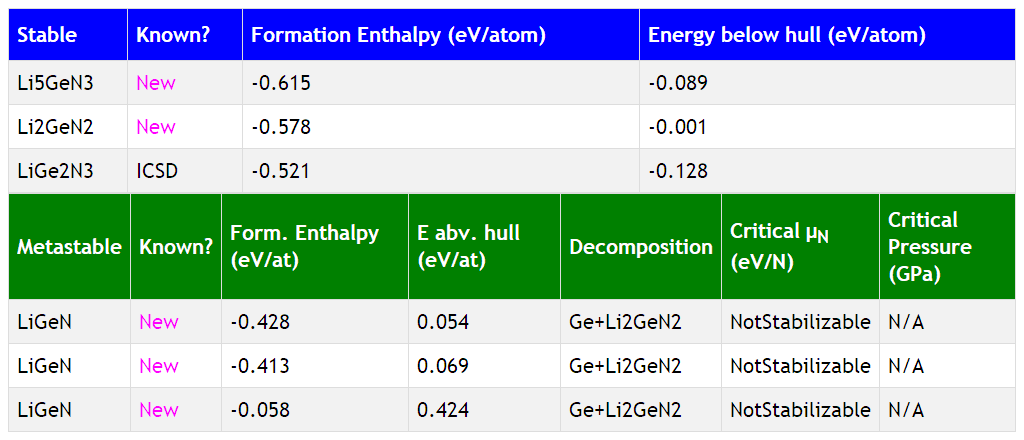 Stable Known? Formation Enthalpy (eV/atom) Energy below hull (eV/atom)
Li5GeN3 New -0.615 -0.089
Li2GeN2 New -0.578 -0.001
LiGe2N3 ICSD -0.521 -0.128
Metastable Known? Form. Enthalpy (eV/at) E abv. hull (eV/at) Decomposition Critical μN (eV/N) Critical Pressure (GPa)
LiGeN New -0.428 0.054 Ge+Li2GeN2 NotStabilizable N/A
LiGeN New -0.413 0.069 Ge+Li2GeN2 NotStabilizable N/A
LiGeN New -0.058 0.424 Ge+Li2GeN2 NotStabilizable N/A